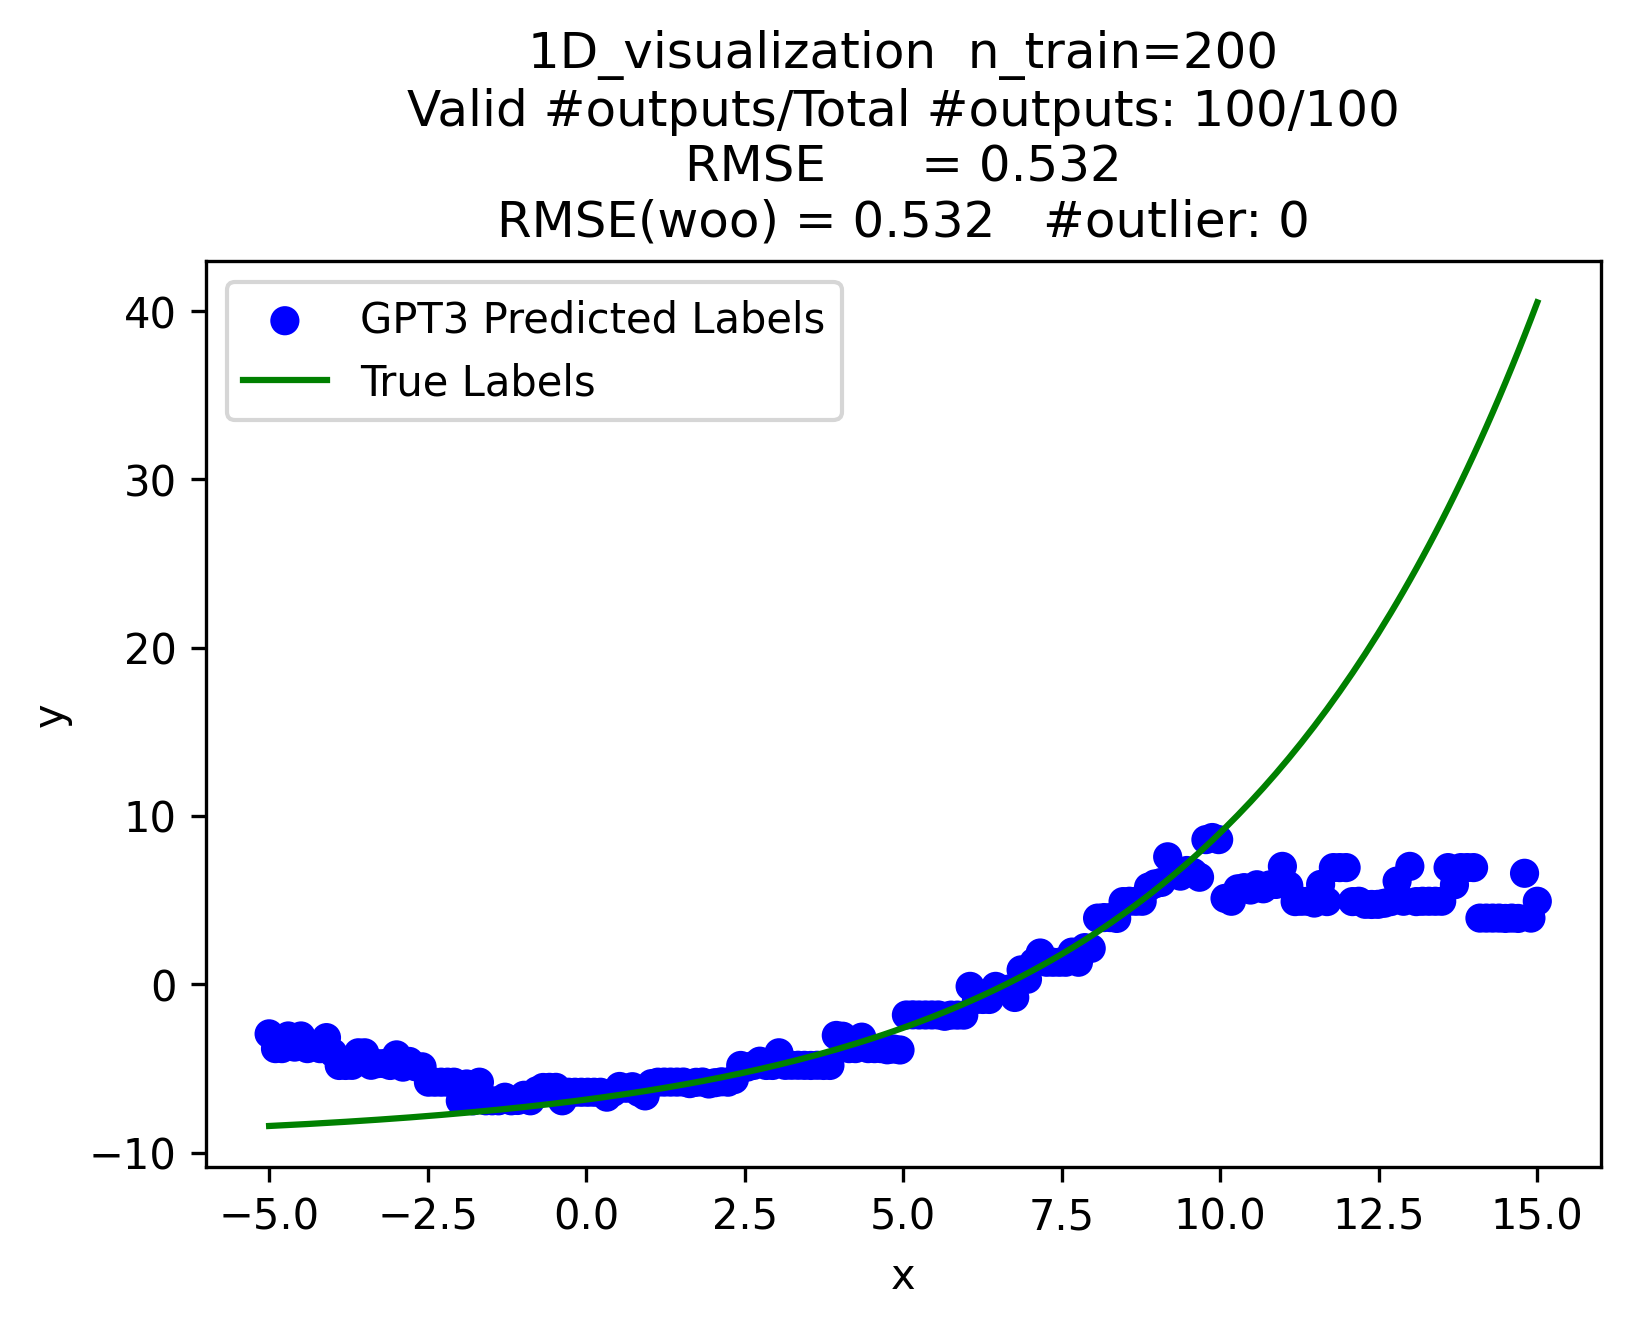 1D_visualization  n_train=200
Valid #outputs/Total #outputs: 100/100
RMSE      = 0.532
RMSE(woo) = 0.532   #outlier: 0
GPT3 Predicted Labels
True Labels
40
30
20
10
0
−10
y
−5.0
−2.5
0.0
2.5
5.0
7.5
10.0
12.5
15.0
x